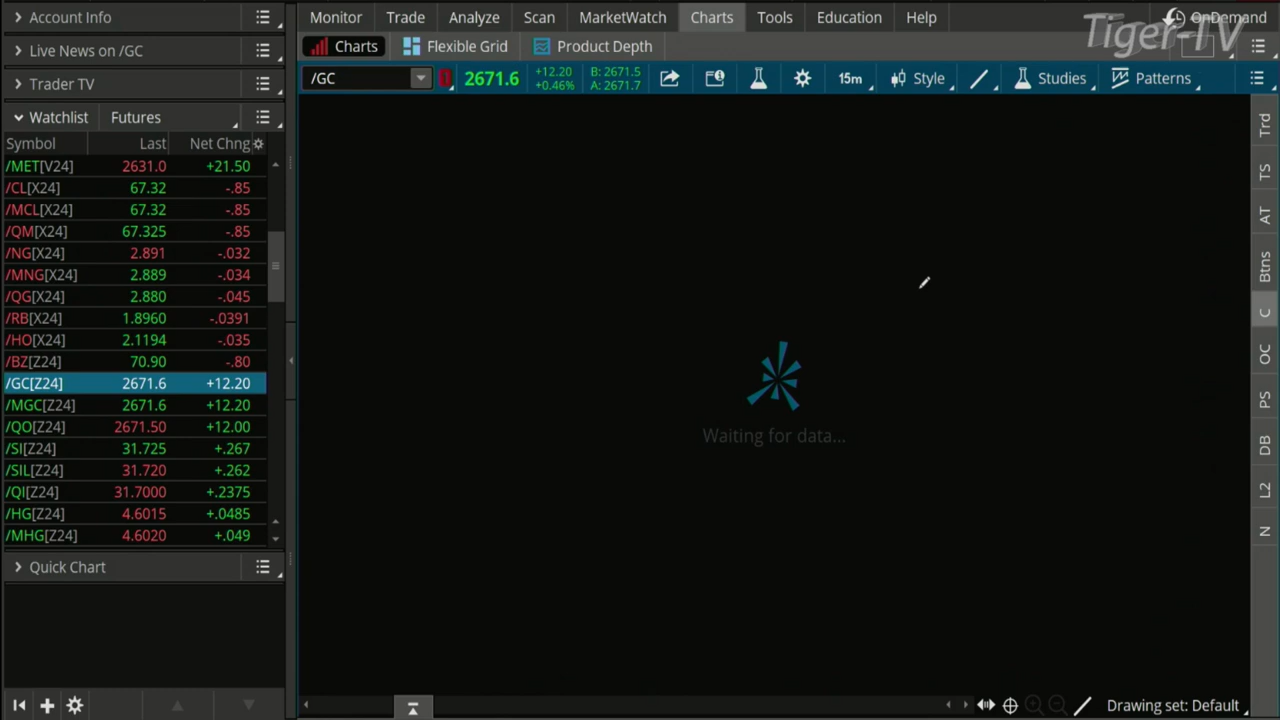 Account Info
Monitor Trade Analyze Scan MarketWatch Charts Tools Education Help OnDemand
Tiger-TV
Live News on /GC
Charts Flexible Grid Product Depth
Trader TV
/GC 2671.6 +12.20 B: 2671.5 15m Style Studies Patterns
+0.46% A: 2671.7
Watchlist Futures
Symbol Last Net Chng
/MET[V24] 2631.0 +21.50
/CL[X24] 67.32 -.85
/MCL[X24] 67.32 -.85
/QM[X24] 67.325 -.85
/NG[X24] 2.891 -.032
/MNG[X24] 2.889 -.034
/QG[X24] 2.880 -.045
/RB[X24] 1.8960 -.0391
/HO[X24] 2.1194 -.035
/BZ[Z24] 70.90 -.80
/GC[Z24] 2671.6 +12.20
/MGC[Z24] 2671.6 +12.20
/QO[Z24] 2671.50 +12.00
/SI[Z24] 31.725 +.267
/SIL[Z24] 31.720 +.262
/QI[Z24] 31.7000 +.2375
/HG[Z24] 4.6015 +.0485
/MHG[Z24] 4.6020 +.049
Quick Chart
Waiting for data...
Trd
TS
AT
Btns
C
OC
PS
DB
L2
N
Drawing set: Default